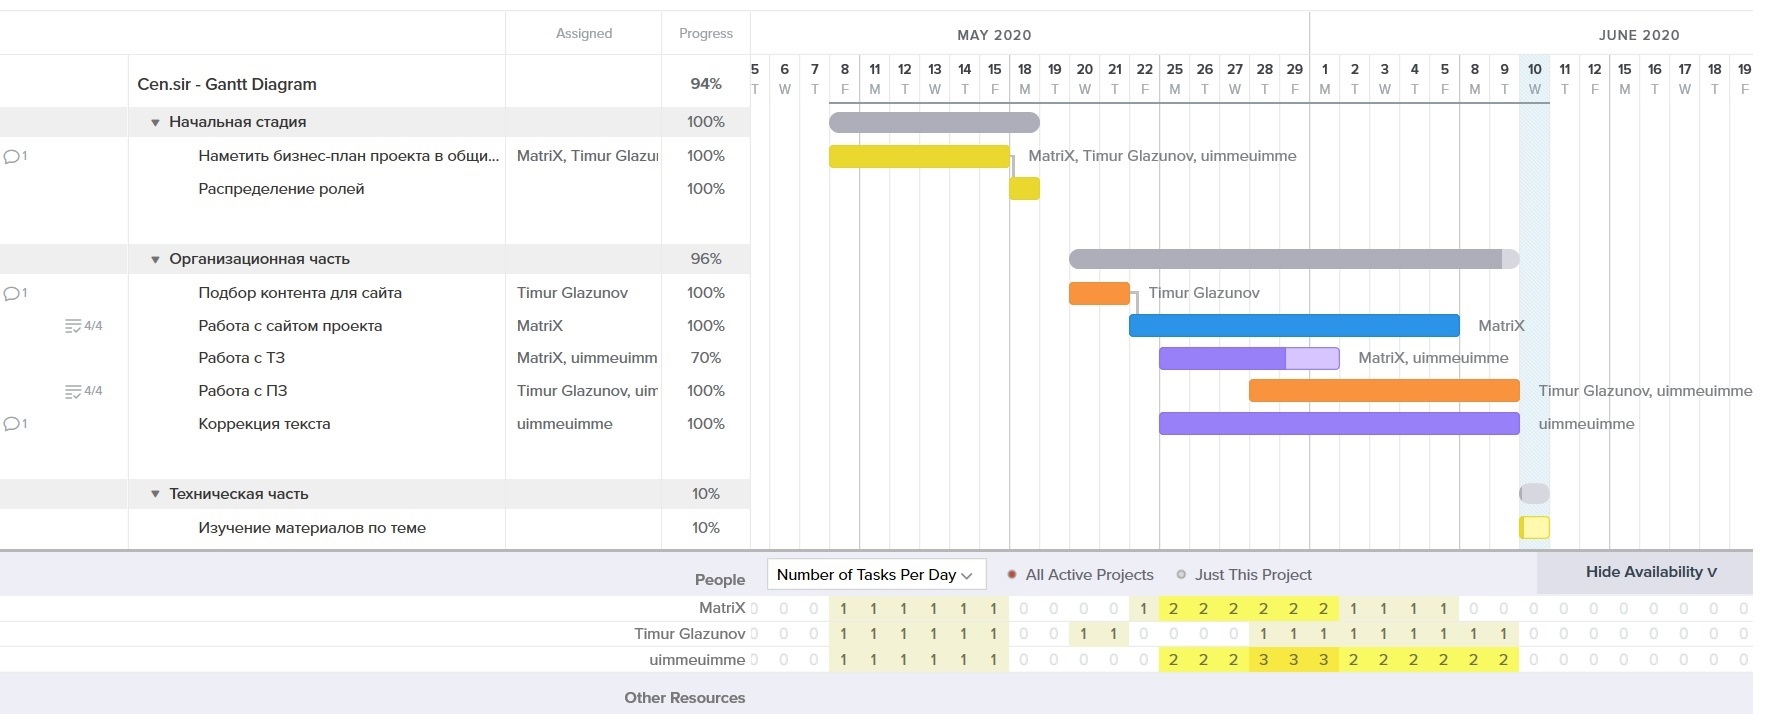 Assigned Progress MAY 2020 JUNE 2020
5 6 7 8 11 12 13 14 15 18 19 20 21 22 25 26 27 28 29 1 2 3 4 5 8 9 10 11 12 15 16 17 18 19
Cen.sir - Gantt Diagram 94% T W T F M T W T F M T W T F M T W T F M T W T F M T W T F M T W T F
Начальная стадия 100%
1 Наметить бизнес-план проекта в общи... MatriX, Timur Glazur 100% MatriX, Timur Glazunov, uimmeuimme
Распределение ролей 100%
Организационная часть 96%
1 Подбор контента для сайта Timur Glazunov 100% Timur Glazunov
4/4 Работа с сайтом проекта MatriX 100% MatriX
Работа с ТЗ MatriX, uimmeuimm 70% MatriX, uimmeuimme
4/4 Работа с ПЗ Timur Glazunov, uim 100% Timur Glazunov, uimmeuimme
1 Коррекция текста uimmeuimme 100% uimmeuimme
Техническая часть 10%
Изучение материалов по теме 10%
People Number of Tasks Per Day All Active Projects Just This Project Hide Availability V
MatriX 0 0 0 1 1 1 1 1 1 0 0 0 0 1 2 2 2 2 2 2 1 1 1 1 0 0 0 0 0 0 0 0 0 0
Timur Glazunov 0 0 0 1 1 1 1 1 1 0 0 1 1 0 0 0 0 1 1 1 1 1 1 1 1 1 0 0 0 0 0 0 0 0
uimmeuimme 0 0 0 1 1 1 1 1 1 0 0 0 0 0 2 2 2 3 3 3 2 2 2 2 2 2 0 0 0 0 0 0 0 0
Other Resources